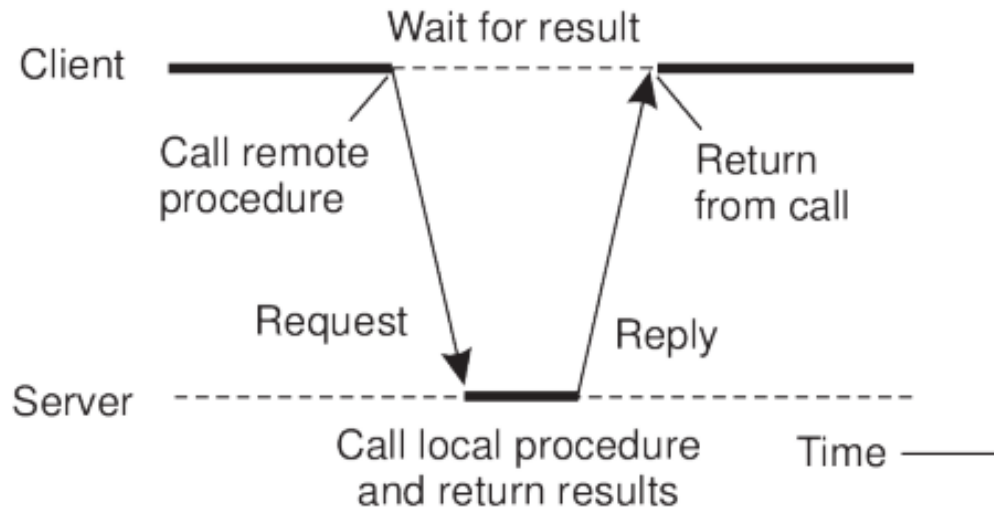 Wait for result
Client
Call remote
procedure
Return
from call
Request
Reply
Server
Call local procedure
and return results
Time